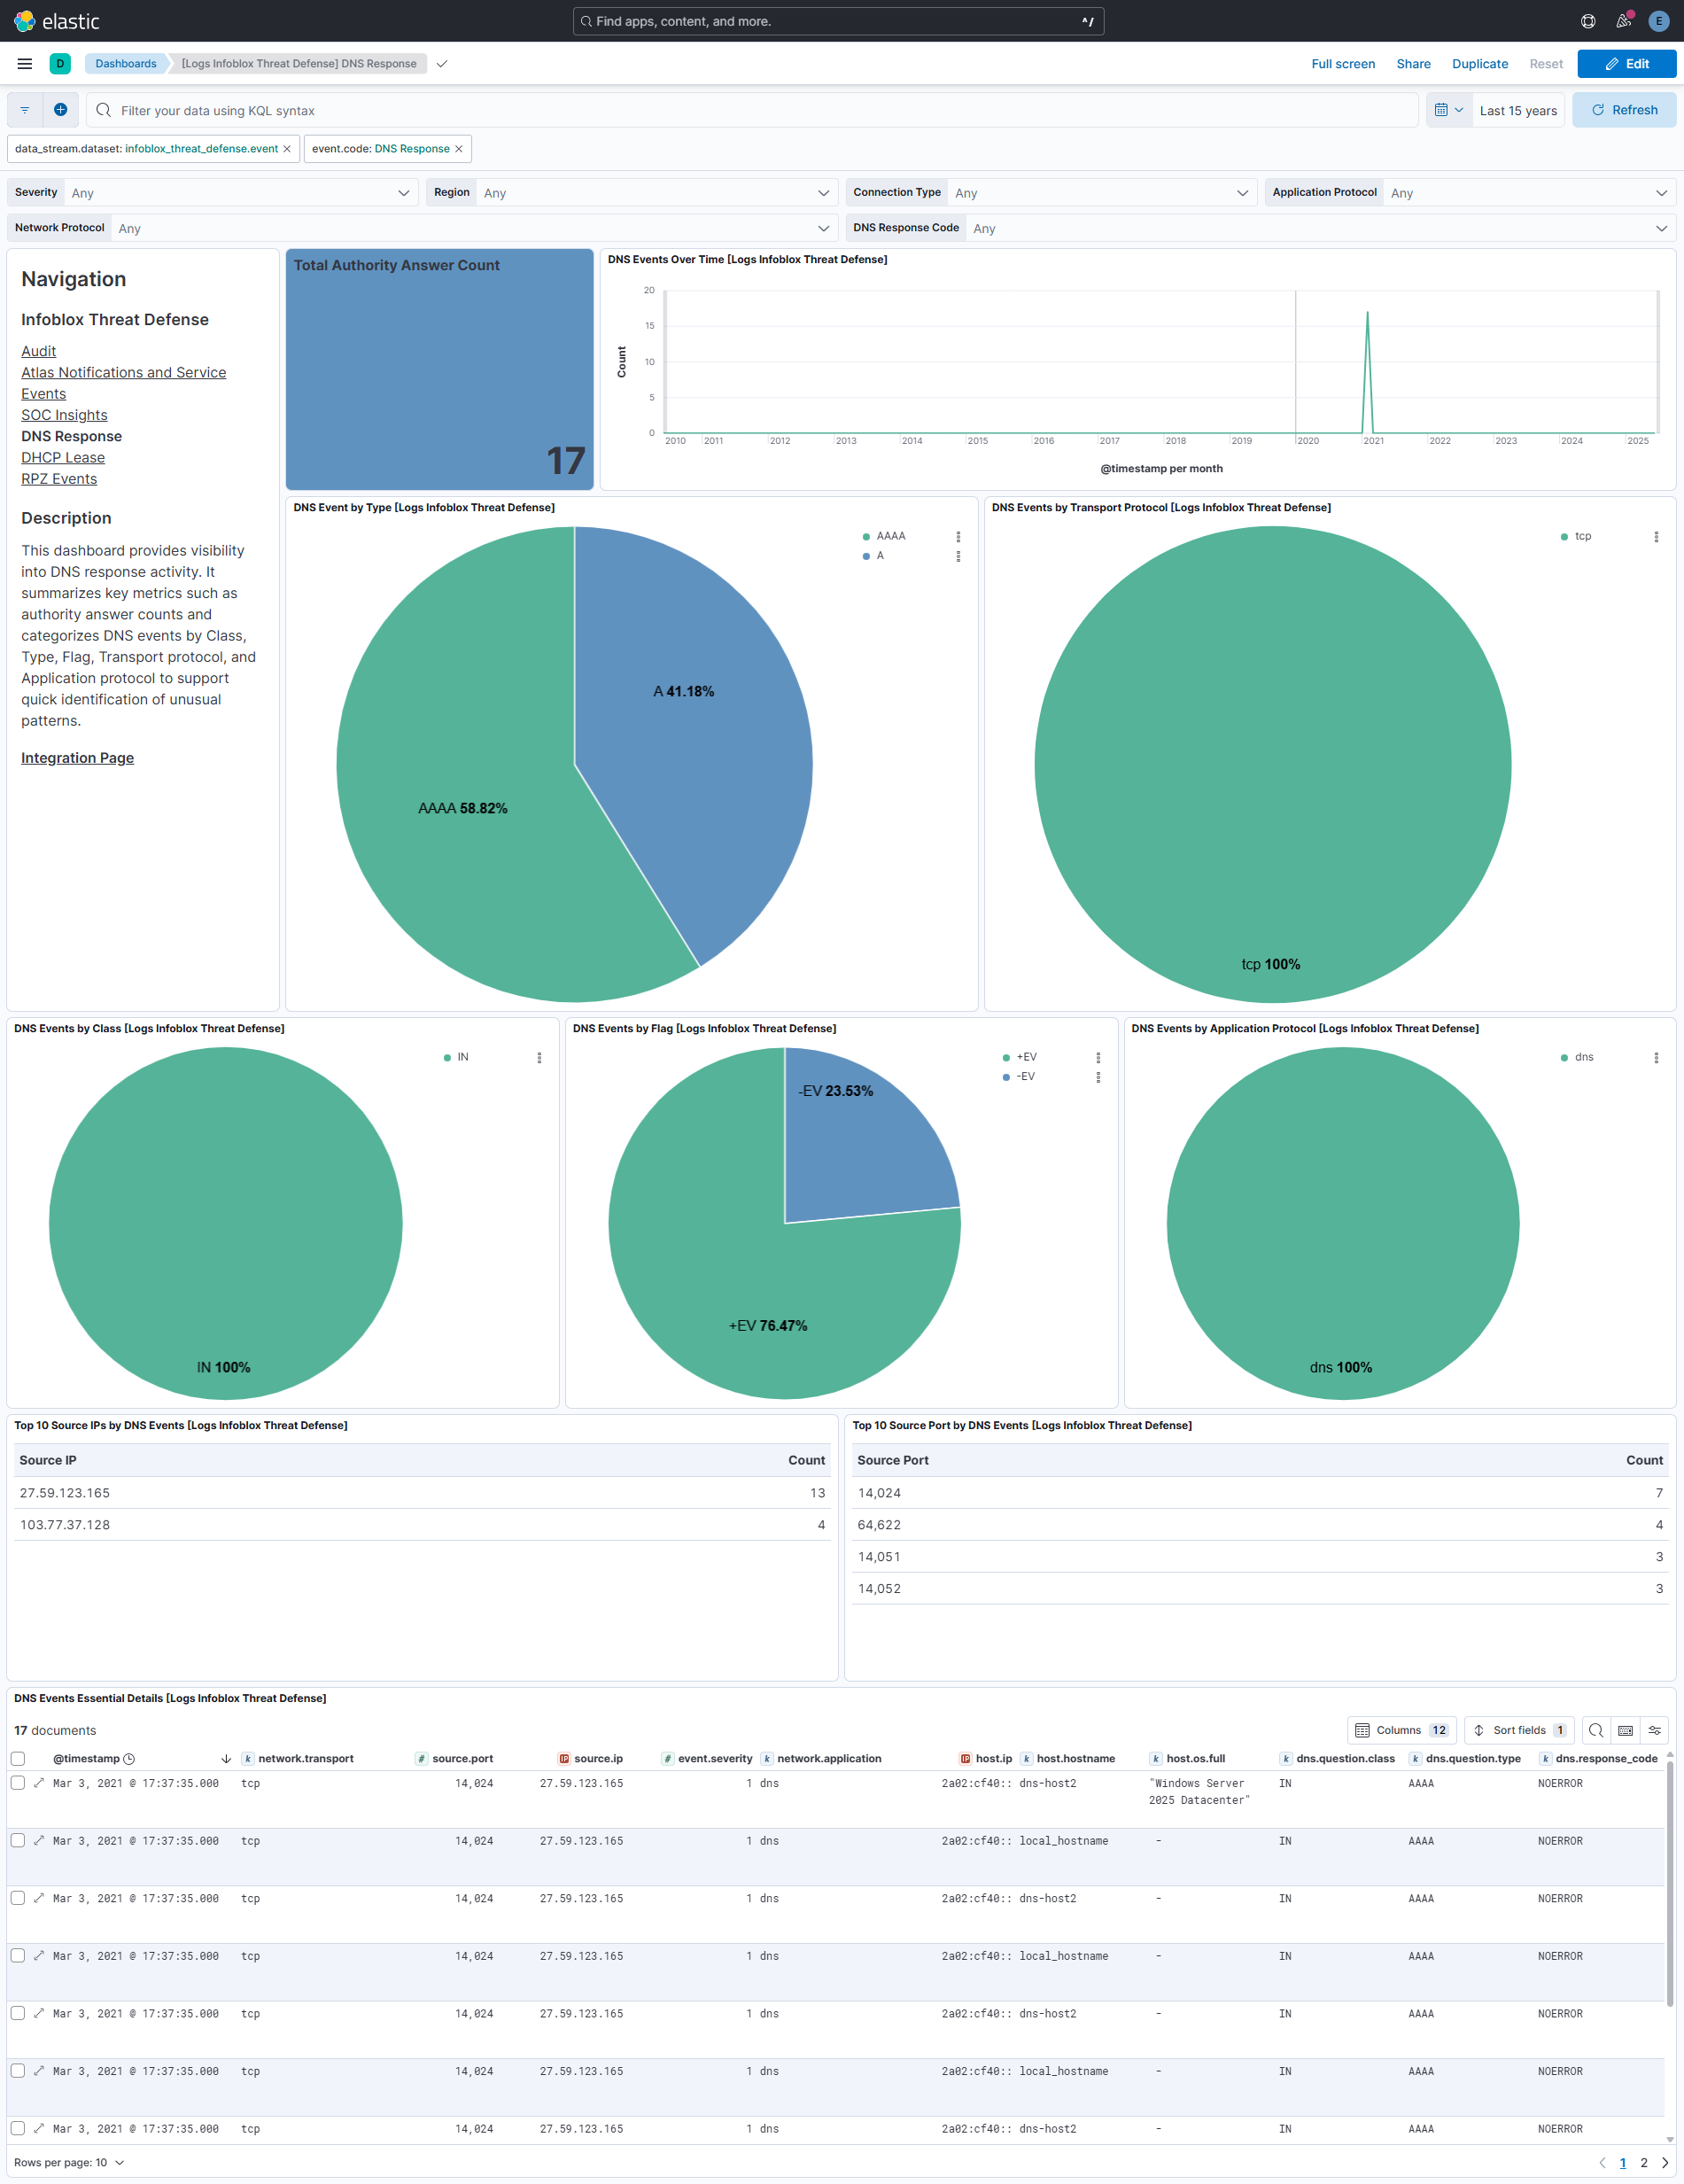 elastic
Find apps, content, and more.
^/
E
D
Dashboards
[Logs Infoblox Threat Defense] DNS Response
Full screen
Share
Duplicate
Reset
Edit
Filter your data using KQL syntax
Last 15 years
Refresh
data_stream.dataset: infoblox_threat_defense.event
event.code: DNS Response
Severity Any
Region Any
Connection Type Any
Application Protocol Any
Network Protocol Any
DNS Response Code Any
Navigation
Infoblox Threat Defense
Audit
Atlas Notifications and Service
Events
SOC Insights
DNS Response
DHCP Lease
RPZ Events
Description
This dashboard provides visibility
into DNS response activity. It
summarizes key metrics such as
authority answer counts and
categorizes DNS events by Class,
Type, Flag, Transport protocol, and
Application protocol to support
quick identification of unusual
patterns.
Integration Page
Total Authority Answer Count
17
DNS Events Over Time [Logs Infoblox Threat Defense]
Count
20
15
10
5
0
2010 2011 2012 2013 2014 2015 2016 2017 2018 2019 2020 2021 2022 2023 2024 2025
@timestamp per month
DNS Event by Type [Logs Infoblox Threat Defense]
AAAA
A
A 41.18%
AAAA 58.82%
DNS Events by Transport Protocol [Logs Infoblox Threat Defense]
tcp
tcp 100%
DNS Events by Class [Logs Infoblox Threat Defense]
IN
IN 100%
DNS Events by Flag [Logs Infoblox Threat Defense]
+EV
-EV
-EV 23.53%
+EV 76.47%
DNS Events by Application Protocol [Logs Infoblox Threat Defense]
dns
dns 100%
Top 10 Source IPs by DNS Events [Logs Infoblox Threat Defense]
Source IP Count
27.59.123.165 13
103.77.37.128 4
Top 10 Source Port by DNS Events [Logs Infoblox Threat Defense]
Source Port Count
14,024 7
64,622 4
14,051 3
14,052 3
DNS Events Essential Details [Logs Infoblox Threat Defense]
17 documents
Columns 12
Sort fields 1
@timestamp k network.transport # source.port IP source.ip # event.severity k network.application IP host.ip k host.hostname k host.os.full k dns.question.class k dns.question.type k dns.response_code
Mar 3, 2021 @ 17:37:35.000 tcp 14,024 27.59.123.165 1 dns 2a02:cf40:: dns-host2 "Windows Server IN AAAA NOERROR
2025 Datacenter"
Mar 3, 2021 @ 17:37:35.000 tcp 14,024 27.59.123.165 1 dns 2a02:cf40:: local_hostname - IN AAAA NOERROR
Mar 3, 2021 @ 17:37:35.000 tcp 14,024 27.59.123.165 1 dns 2a02:cf40:: dns-host2 - IN AAAA NOERROR
Mar 3, 2021 @ 17:37:35.000 tcp 14,024 27.59.123.165 1 dns 2a02:cf40:: local_hostname - IN AAAA NOERROR
Mar 3, 2021 @ 17:37:35.000 tcp 14,024 27.59.123.165 1 dns 2a02:cf40:: dns-host2 - IN AAAA NOERROR
Mar 3, 2021 @ 17:37:35.000 tcp 14,024 27.59.123.165 1 dns 2a02:cf40:: local_hostname - IN AAAA NOERROR
Mar 3, 2021 @ 17:37:35.000 tcp 14,024 27.59.123.165 1 dns 2a02:cf40:: dns-host2 - IN AAAA NOERROR
Rows per page: 10
1 2